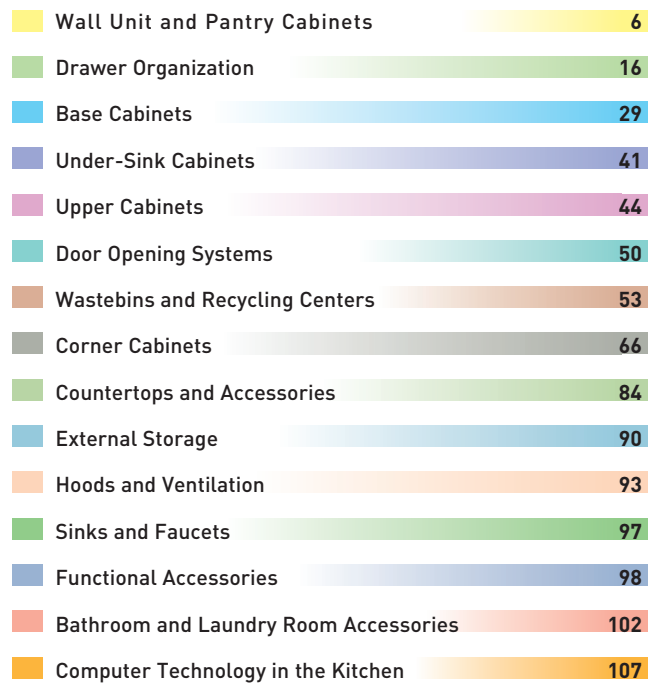 Wall Unit and Pantry Cabinets 6
Drawer Organization 16
Base Cabinets 29
Under-Sink Cabinets 41
Upper Cabinets 44
Door Opening Systems 50
Wastebins and Recycling Centers 53
Corner Cabinets 66
Countertops and Accessories 84
External Storage 90
Hoods and Ventilation 93
Sinks and Faucets 97
Functional Accessories 98
Bathroom and Laundry Room Accessories 102
Computer Technology in the Kitchen 107